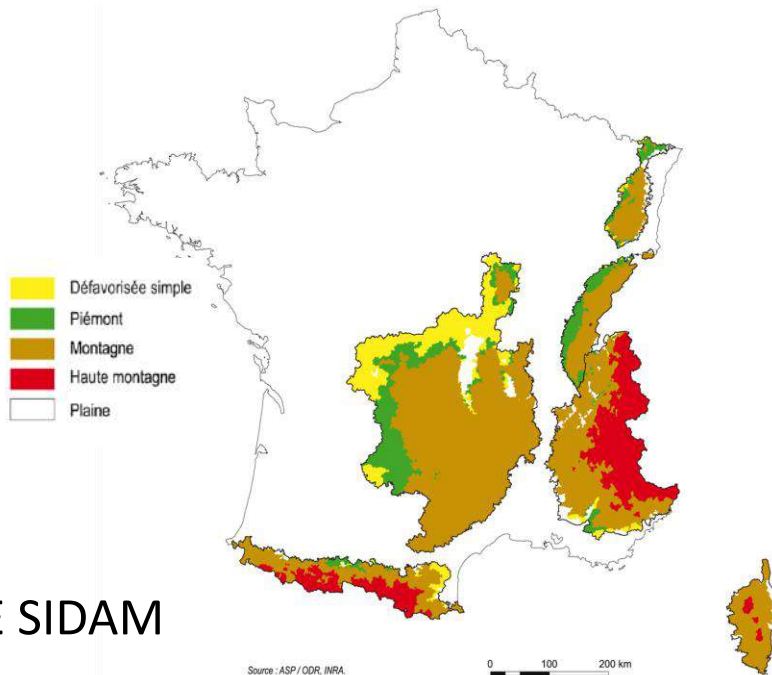 Défavorisée simple
Piémont
Montagne
Haute montagne
Plaine
E SIDAM
Source : ASP / ODR, INRA.
0 100 200 km